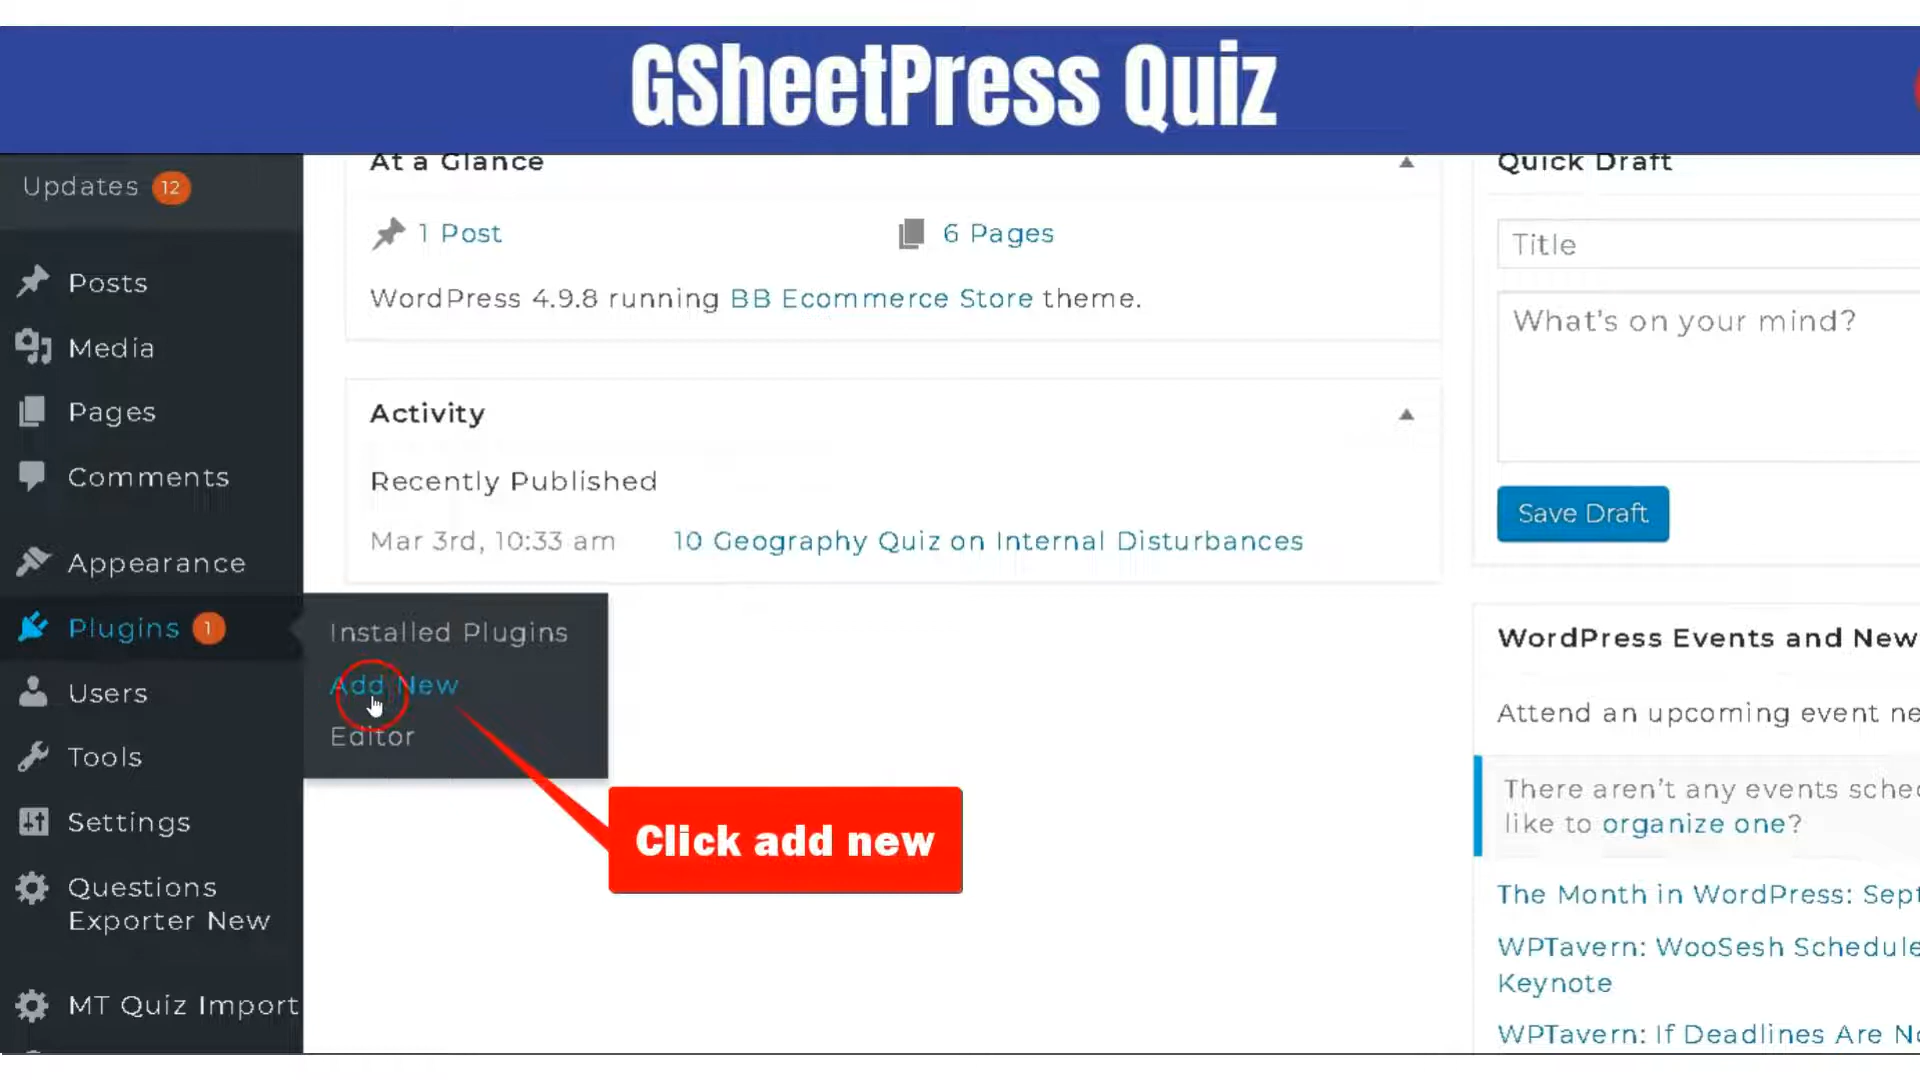 GSheetPress Quiz
Updates 12
Posts
Media
Pages
Comments
Appearance
Plugins 1
Users
Tools
Settings
Questions
Exporter New
MT Quiz Import
Installed Plugins
Add New
Editor
Click add new
At a Glance
1 Post
6 Pages
WordPress 4.9.8 running BB Ecommerce Store theme.
Activity
Recently Published
Mar 3rd, 10:33 am 10 Geography Quiz on Internal Disturbances
Quick Draft
Title
What's on your mind?
Save Draft
WordPress Events and New
Attend an upcoming event ne
There aren't any events sche
like to organize one?
The Month in WordPress: Sept
WPTavern: WooSesh Schedule
Keynote
WPTavern: If Deadlines Are No